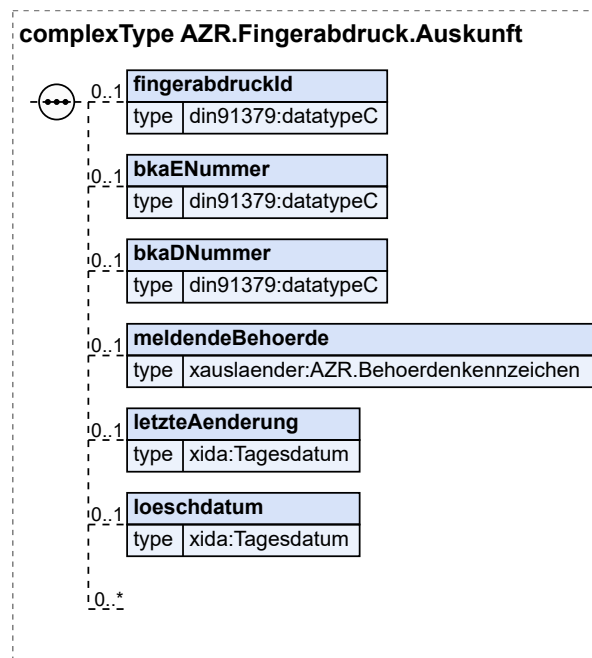 complexType AZR.Fingerabdruck.Auskunft
0..1 fingerabdruckId
type din91379:datatypeC
0..1 bkaENummer
type din91379:datatypeC
0..1 bkaDNummer
type din91379:datatypeC
0..1 meldendeBehoerde
type xauslaender:AZR.Behoerdenkennzeichen
0..1 letzteAenderung
type xida:Tagesdatum
0..1 loeschdatum
type xida:Tagesdatum
0..*